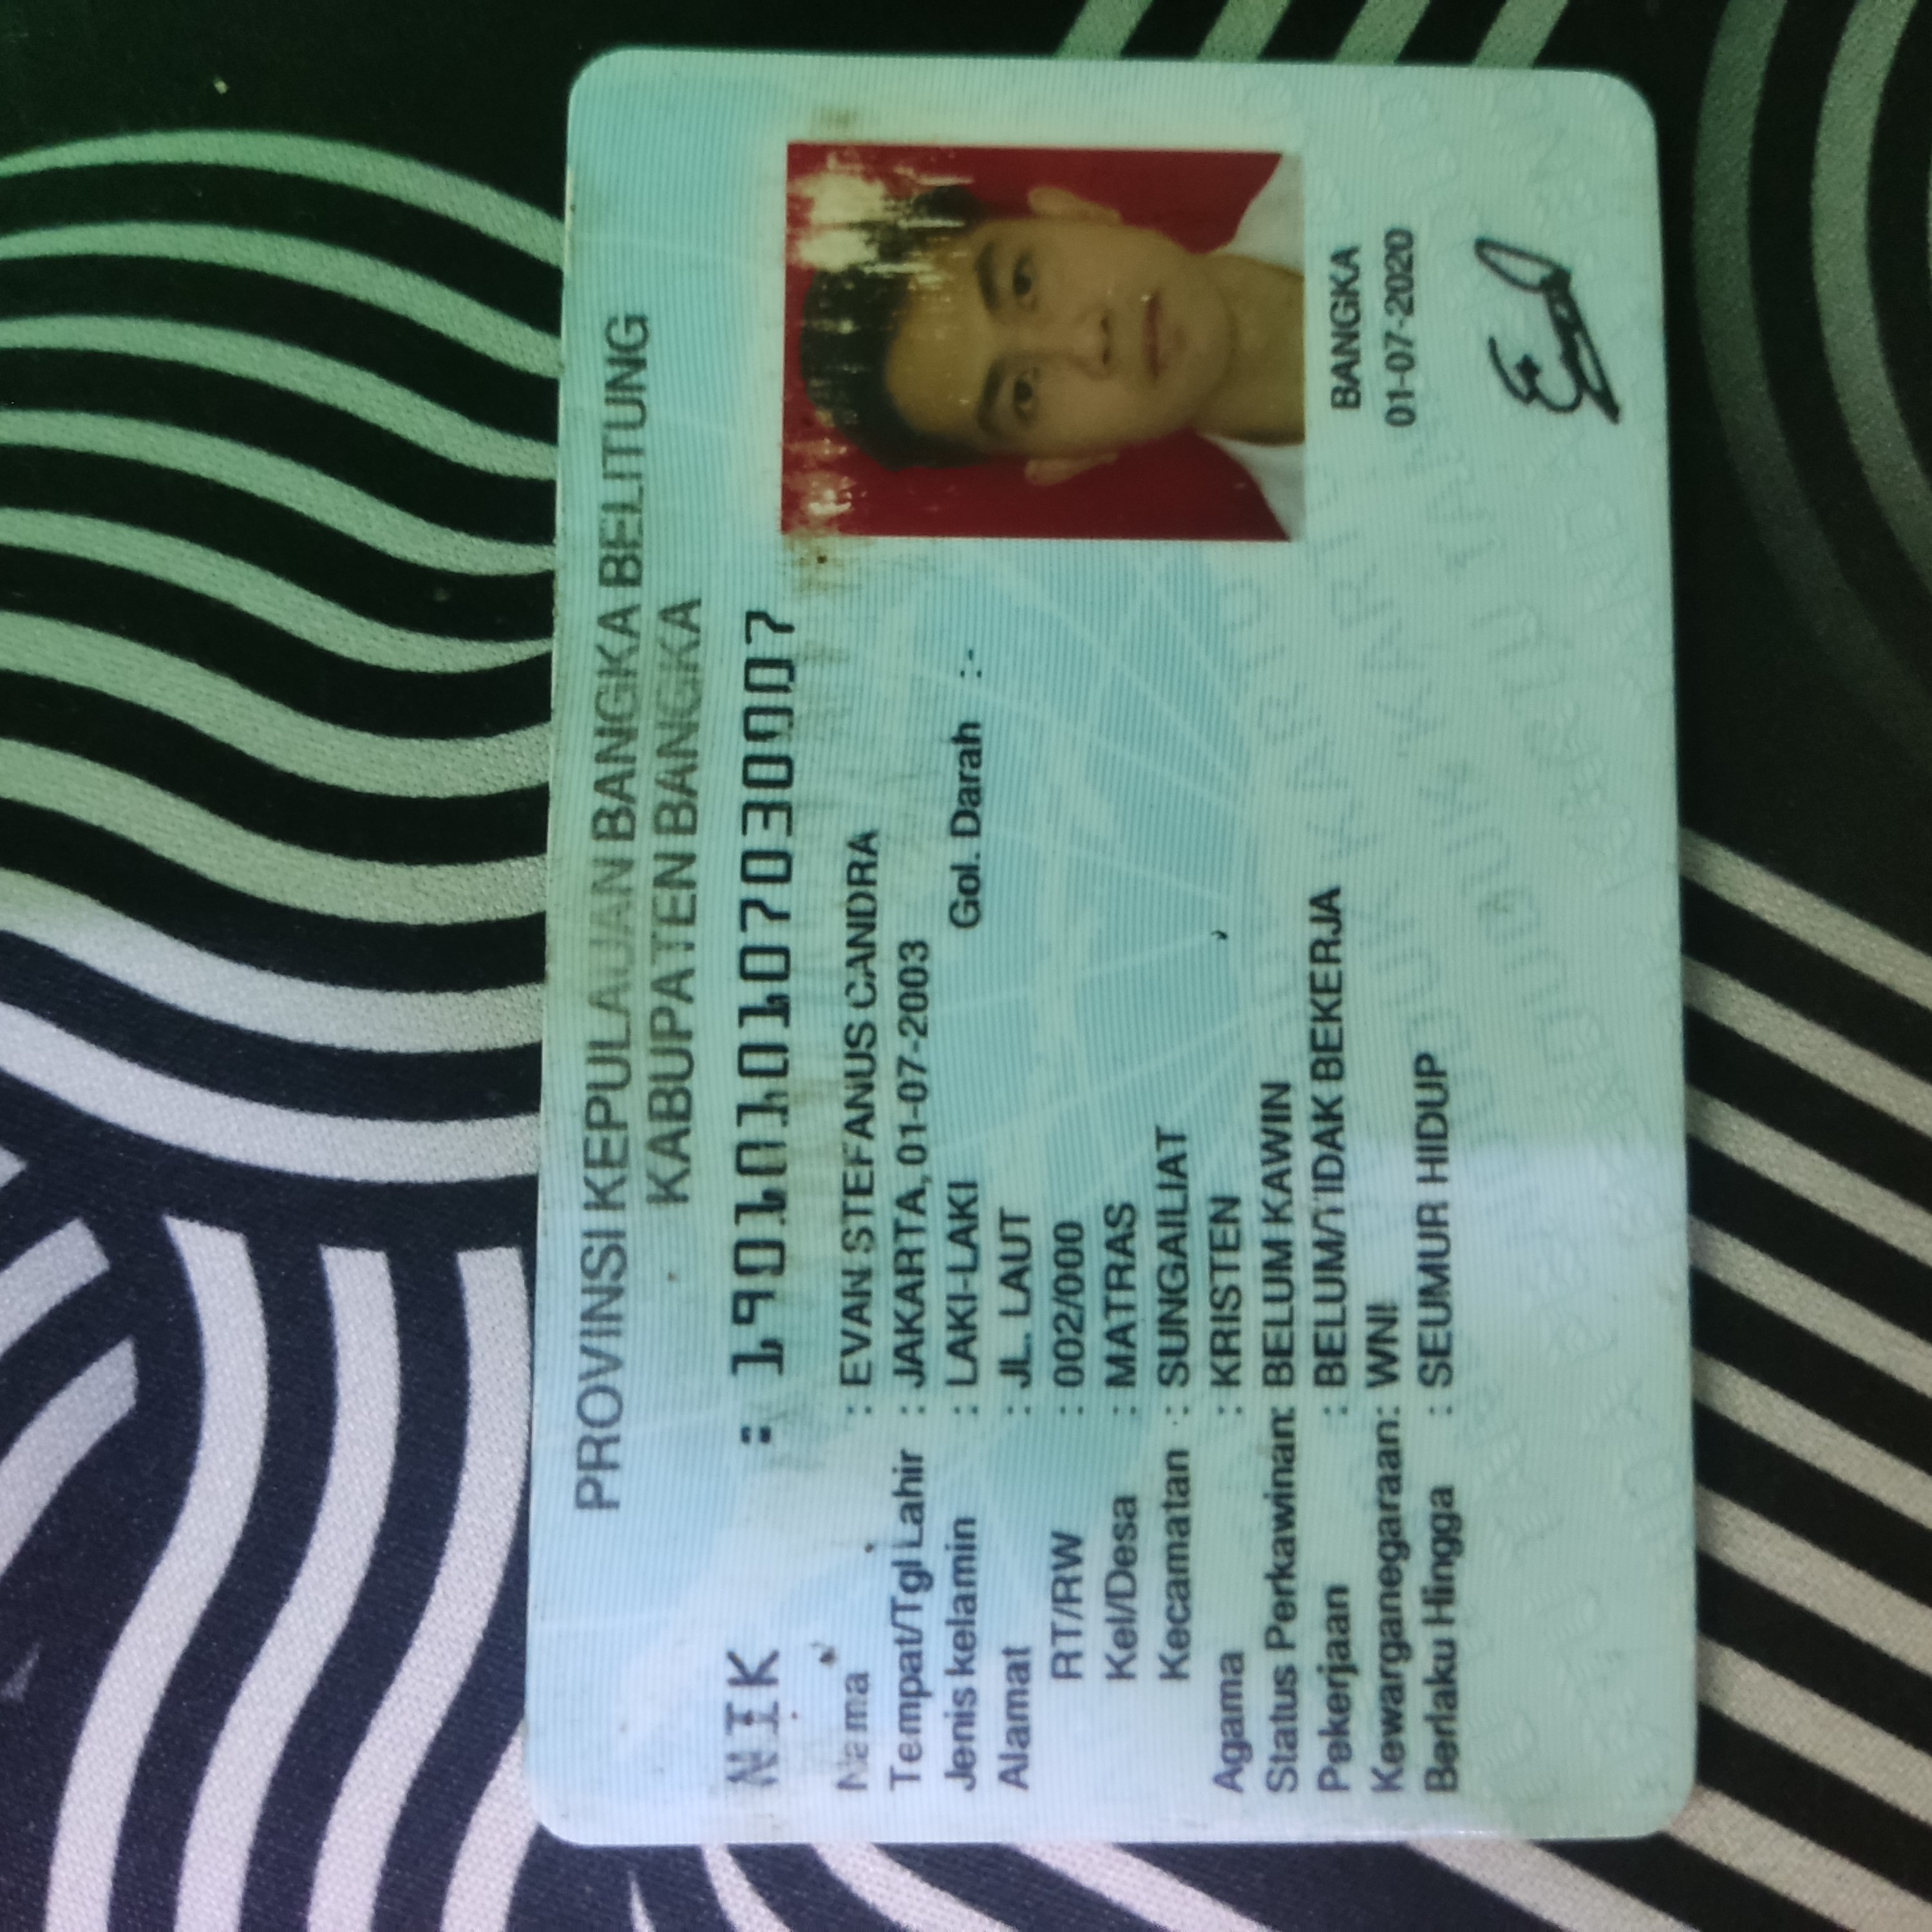 PROVINSI KEPULAUAN BANGKA BELITUNG
KABUPATEN BANGKA
NIK : 1901010107030007
Nama : EVAN STEFANUS CANDRA
Tempat/Tgl Lahir : JAKARTA, 01-07-2003
Jenis kelamin : LAKI-LAKI Gol. Darah : -
Alamat : JL. LAUT
RT/RW : 002/000
Kel/Desa : MATRAS
Kecamatan : SUNGAILIAT
Agama : KRISTEN
Status Perkawinan: BELUM KAWIN
Pekerjaan : BELUM/TIDAK BEKERJA
Kewarganegaraan: WNI
Berlaku Hingga : SEUMUR HIDUP
BANGKA
01-07-2020